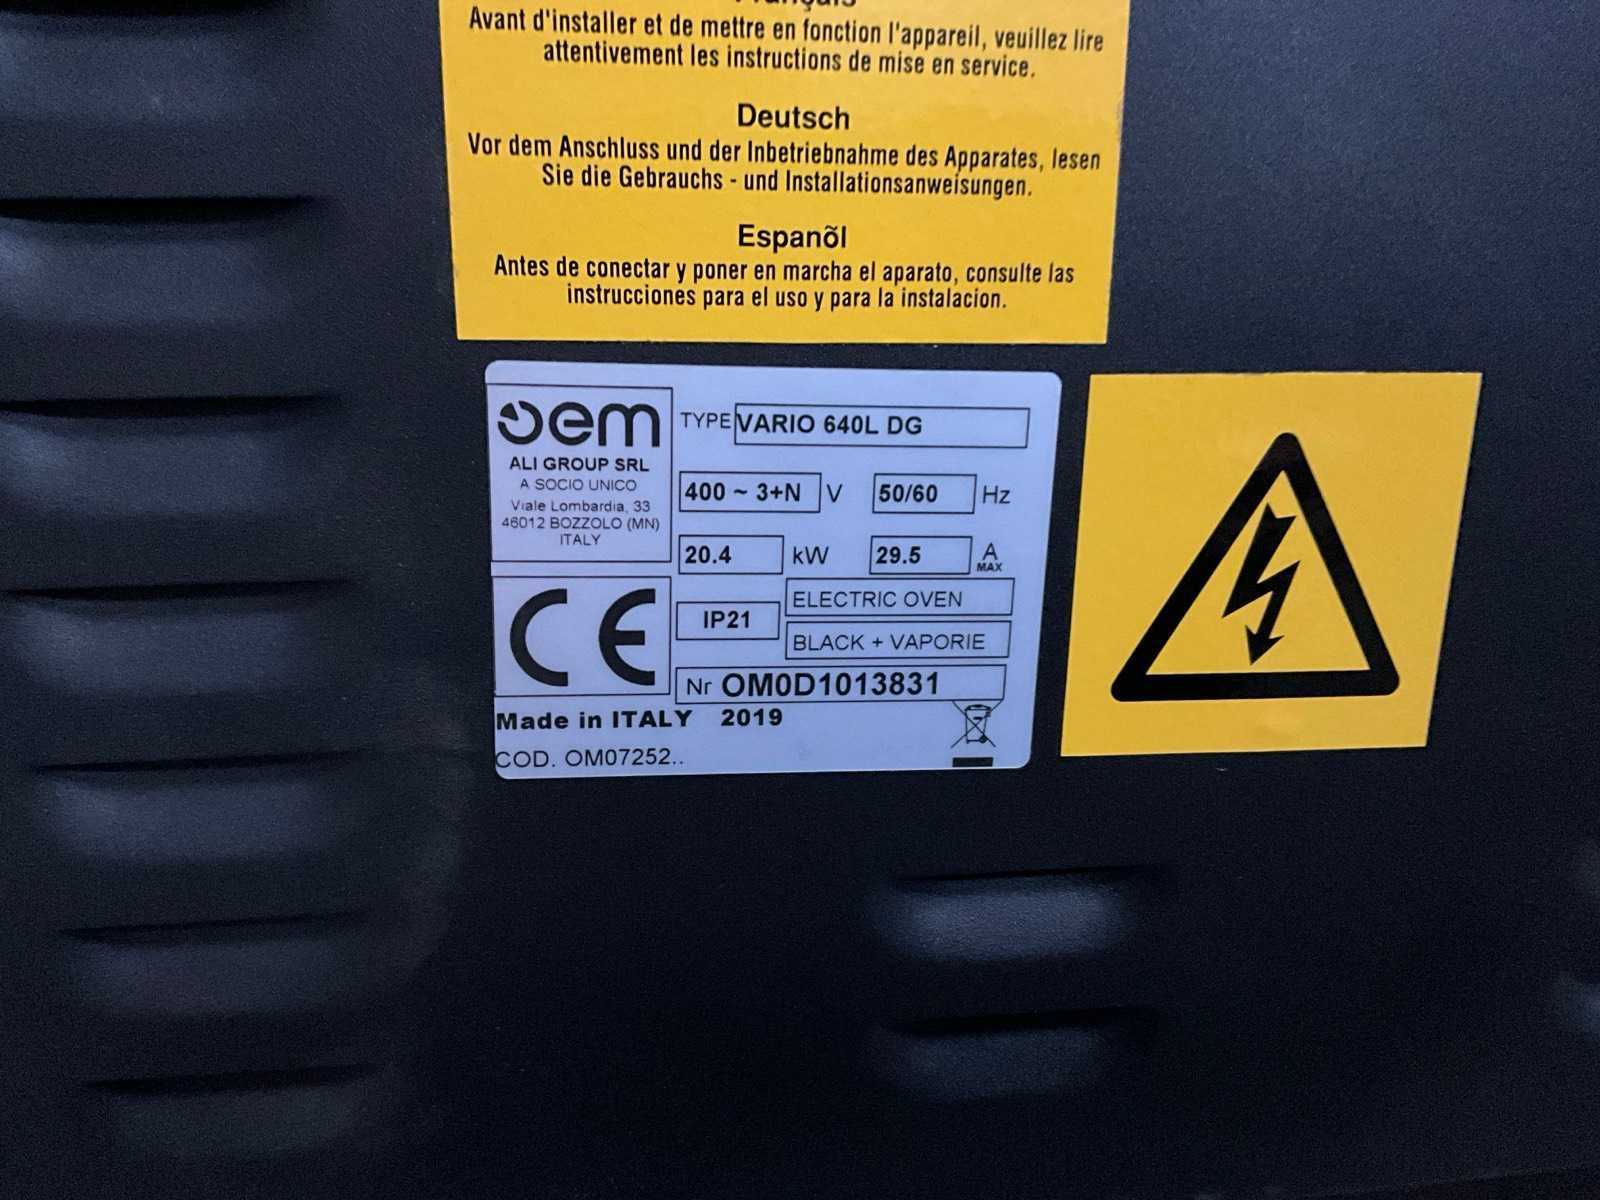 Français
Avant d'installer et de mettre en fonction l'appareil, veuillez lire
attentivement les instructions de mise en service.
Deutsch
Vor dem Anschluss und der Inbetriebnahme des Apparates, lesen
Sie die Gebrauchs - und Installationsanweisungen.
Espanõl
Antes de conectar y poner en marcha el aparato, consulte las
instrucciones para el uso y para la instalacion.
oem
ALI GROUP SRL
A SOCIO UNICO
Viale Lombardia, 33
46012 BOZZOLO (MN)
ITALY
TYPE VARIO 640L DG
400 ~ 3+N V 50/60 Hz
20.4 kW 29.5 A MAX
CE
IP21
ELECTRIC OVEN
BLACK + VAPORIE
Nr OM0D1013831
Made in ITALY 2019
COD. OM07252..